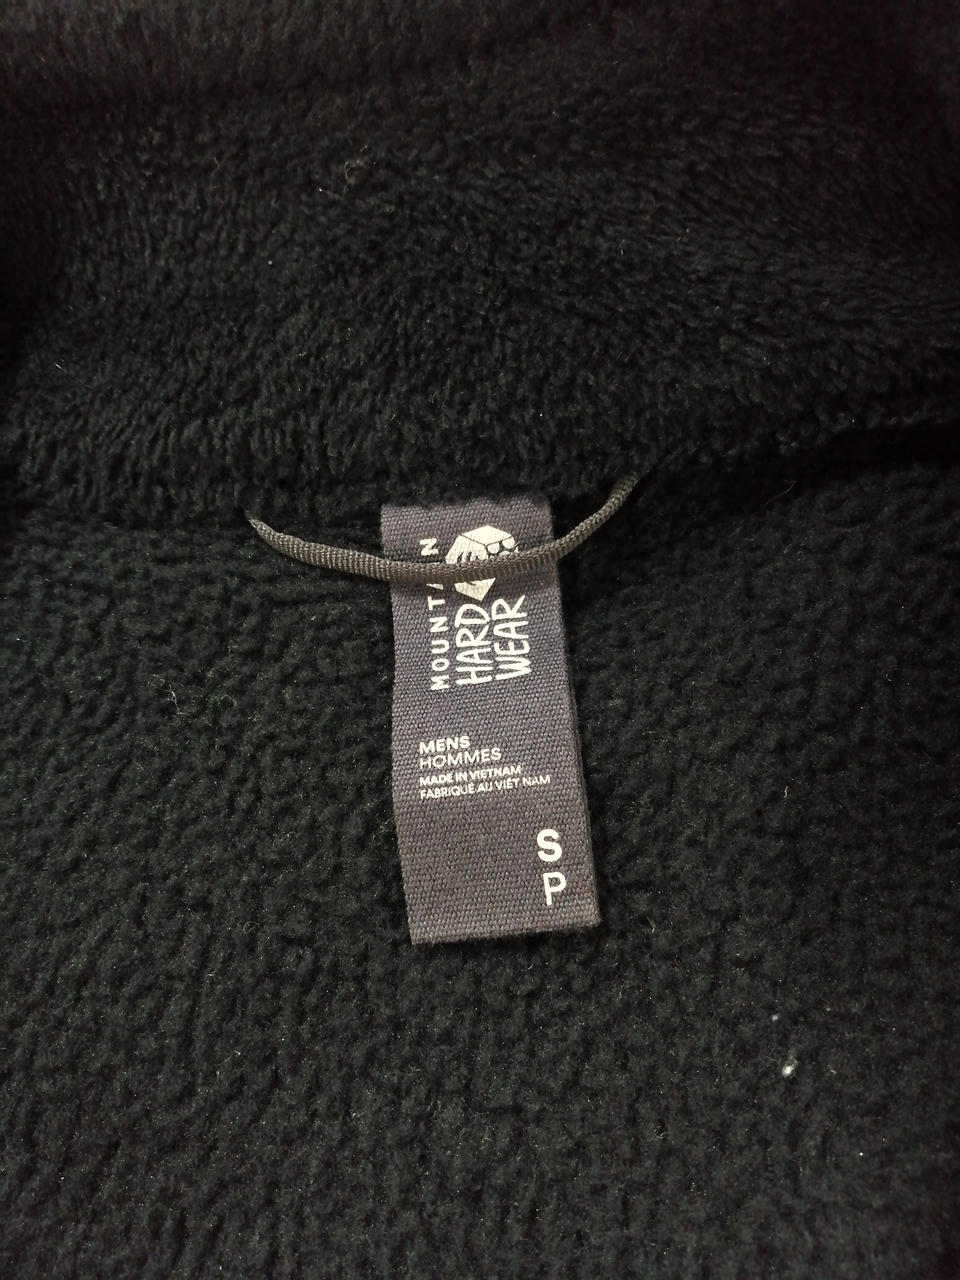 MOUNTAIN
HARD
WEAR
MENS
HOMMES
MADE IN VIETNAM
FABRIQUÉ AU VIÊT NAM
S
P